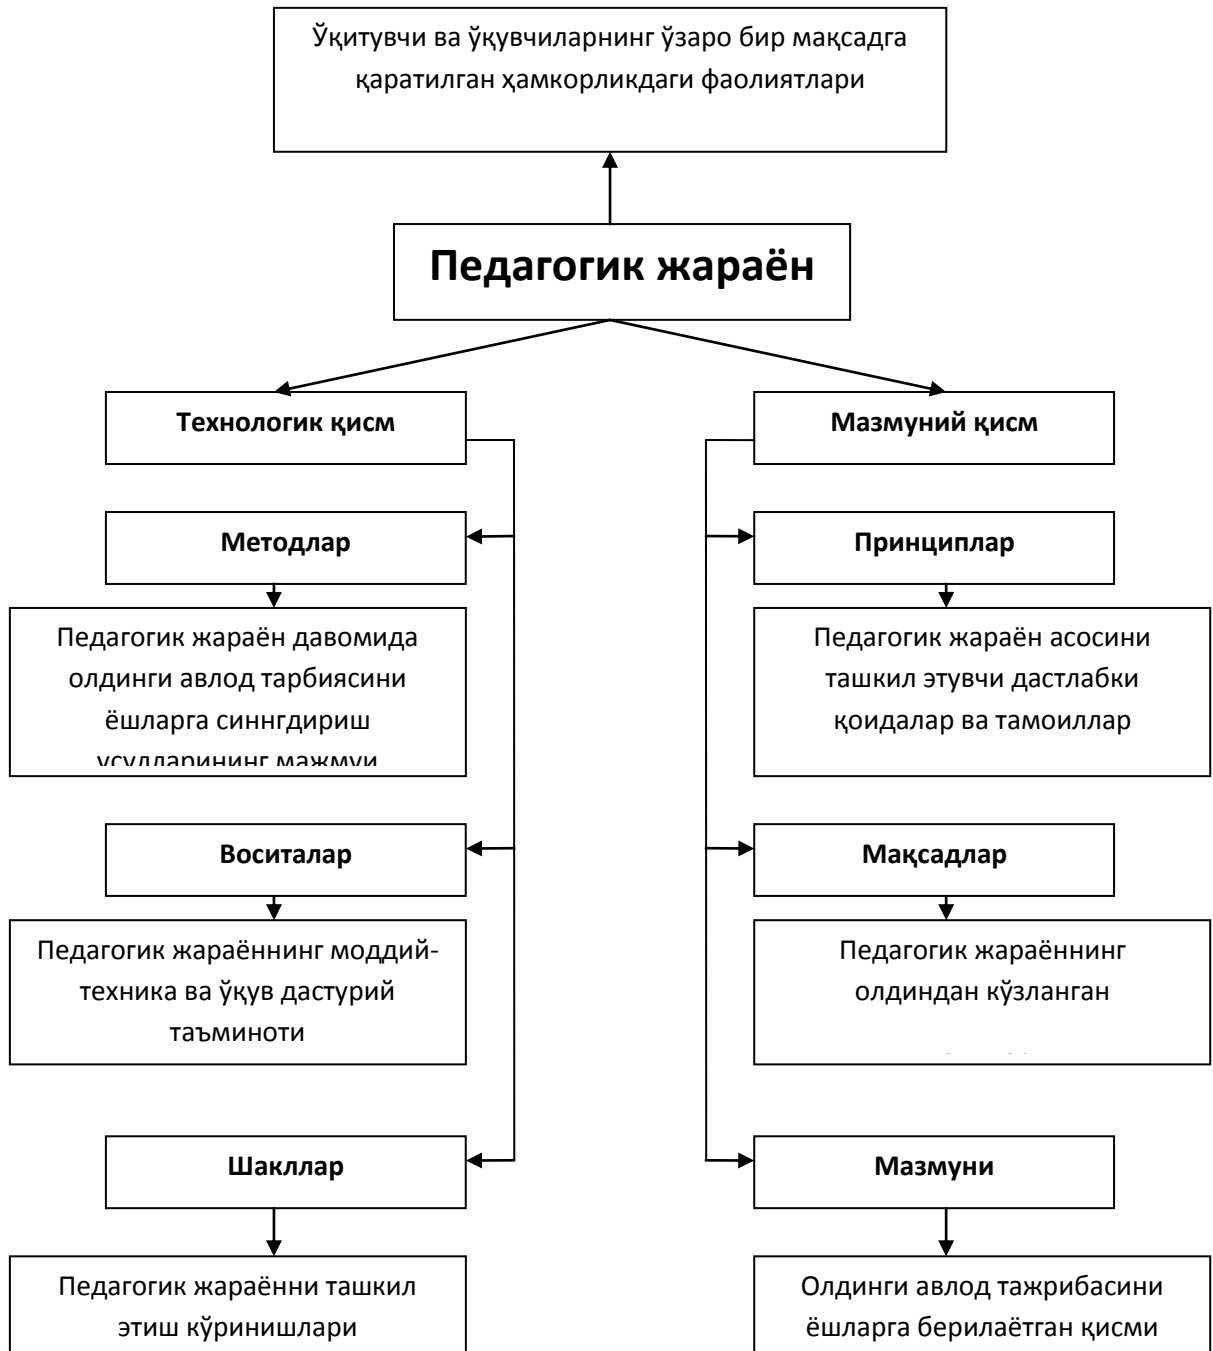 Ўқитувчи ва ўқувчиларнинг ўзаро бир мақсадга
қаратилган ҳамкорликдаги фаолиятлари
Педагогик жараён
Технологик қисм
Мазмуний қисм
Методлар
Принциплар
Педагогик жараён давомида
олдинги авлод тарбиясини
ёшларга синнгдириш
усулларининг мажмуи
Педагогик жараён асосини
ташкил этувчи дастлабки
қоидалар ва тамоиллар
Воситалар
Мақсадлар
Педагогик жараённинг моддий-
техника ва ўқув дастурий
таъминоти
Педагогик жараённинг
олдиндан кўзланган
Шакллар
Мазмуни
Педагогик жараённи ташкил
этиш кўринишлари
Олдинги авлод тажрибасини
ёшларга берилаётган қисми